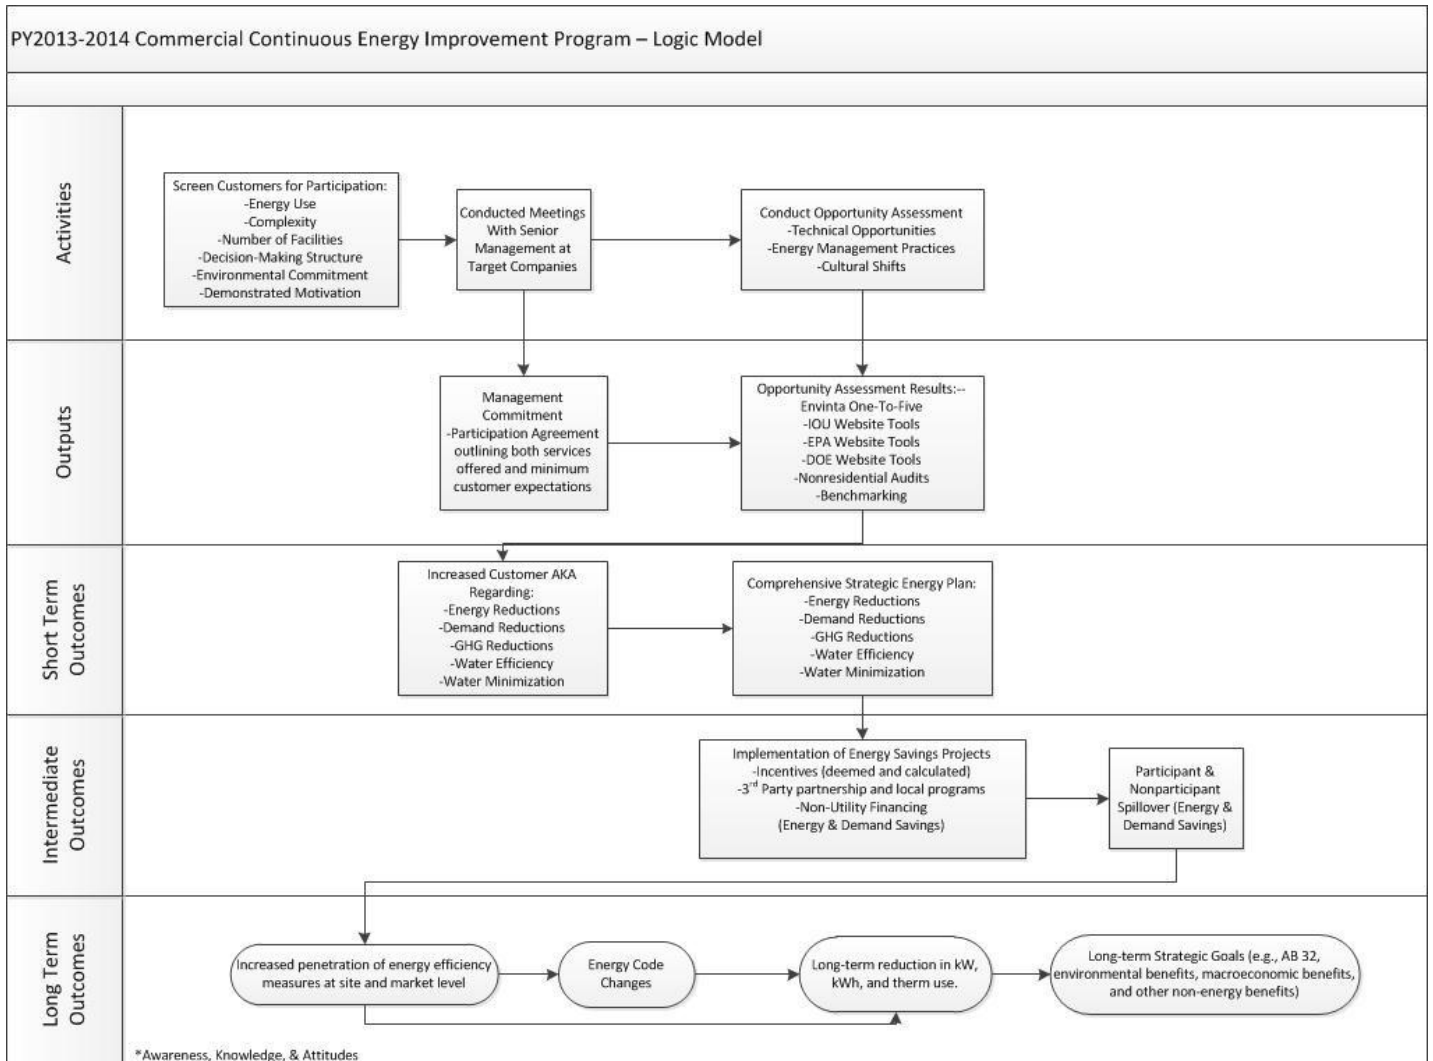 PY2013-2014 Commercial Continuous Energy Improvement Program – Logic Model
Activities
Screen Customers for Participation:
-Energy Use
-Complexity
-Number of Facilities
-Decision-Making Structure
-Environmental Commitment
-Demonstrated Motivation
Conducted Meetings
With Senior
Management at
Target Companies
Conduct Opportunity Assessment
-Technical Opportunities
-Energy Management Practices
-Cultural Shifts
Outputs
Management
Commitment
-Participation Agreement
outlining both services
offered and minimum
customer expectations
Opportunity Assessment Results:--
Envinta One-To-Five
-IOU Website Tools
-EPA Website Tools
-DOE Website Tools
-Nonresidential Audits
-Benchmarking
Short Term
Outcomes
Increased Customer AKA
Regarding:
-Energy Reductions
-Demand Reductions
-GHG Reductions
-Water Efficiency
-Water Minimization
Comprehensive Strategic Energy Plan:
-Energy Reductions
-Demand Reductions
-GHG Reductions
-Water Efficiency
-Water Minimization
Intermediate
Outcomes
Implementation of Energy Savings Projects
-Incentives (deemed and calculated)
-3rd Party partnership and local programs
-Non-Utility Financing
(Energy & Demand Savings)
Participant &
Nonparticipant
Spillover (Energy &
Demand Savings)
Long Term
Outcomes
Increased penetration of energy efficiency
measures at site and market level
Energy Code
Changes
Long-term reduction in kW,
kWh, and therm use.
Long-term Strategic Goals (e.g., AB 32,
environmental benefits, macroeconomic benefits,
and other non-energy benefits)
*Awareness, Knowledge, & Attitudes